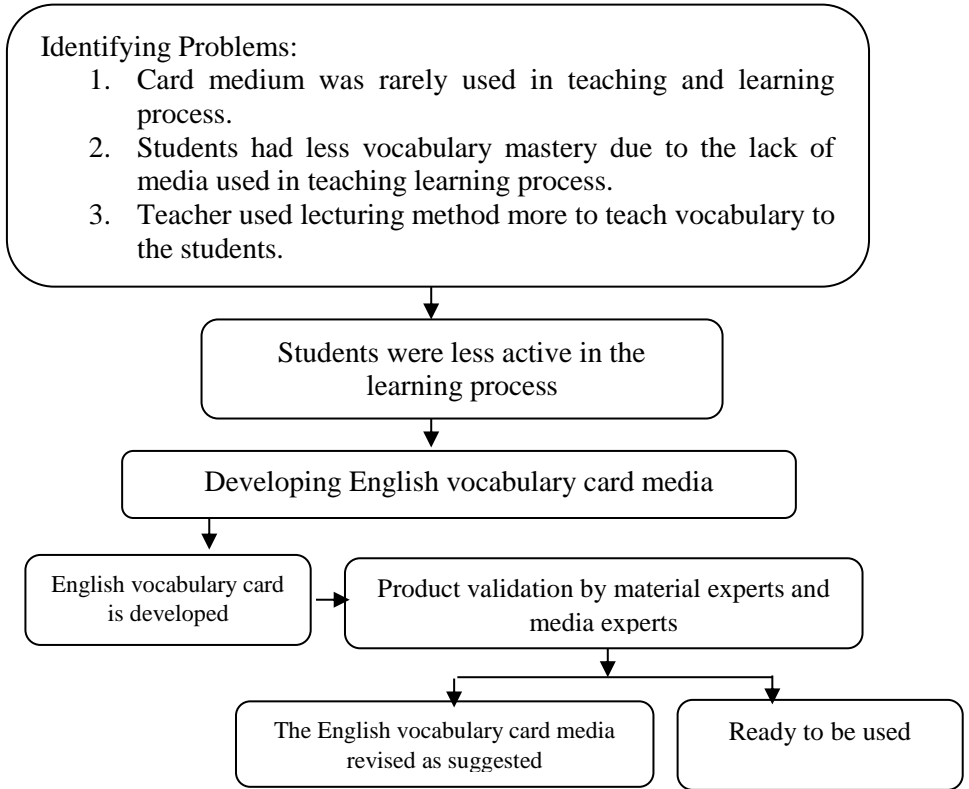 Identifying Problems:
1. Card medium was rarely used in teaching and learning
process.
2. Students had less vocabulary mastery due to the lack of
media used in teaching learning process.
3. Teacher used lecturing method more to teach vocabulary to
the students.
Students were less active in the
learning process
Developing English vocabulary card media
English vocabulary card
is developed
Product validation by material experts and
media experts
The English vocabulary card media
revised as suggested
Ready to be used